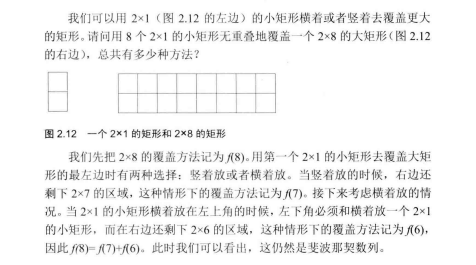 我们可以用 2×1（图 2.12 的左边）的小矩形横着或者竖着去覆盖更大
的矩形。请问用 8 个 2×1 的小矩形无重叠地覆盖一个 2×8 的大矩形（图 2.12
的右边），总共有多少种方法？
图 2.12 一个 2×1 的矩形和 2×8 的矩形
我们先把 2×8 的覆盖方法记为 f(8)。用第一个 2×1 的小矩形去覆盖大矩
形的最左边时有两种选择：竖着放或者横着放。当竖着放的时候，右边还
剩下 2×7 的区域，这种情形下的覆盖方法记为 f(7)。接下来考虑横着放的情
况。当 2×1 的小矩形横着放在左上角的时候，左下角必须和横着放一个 2×1
的小矩形，而在右边还剩下 2×6 的区域，这种情形下的覆盖方法记为 f(6)，
因此 f(8)=f(7)+f(6)。此时我们可以看出，这仍然是斐波那契数列。